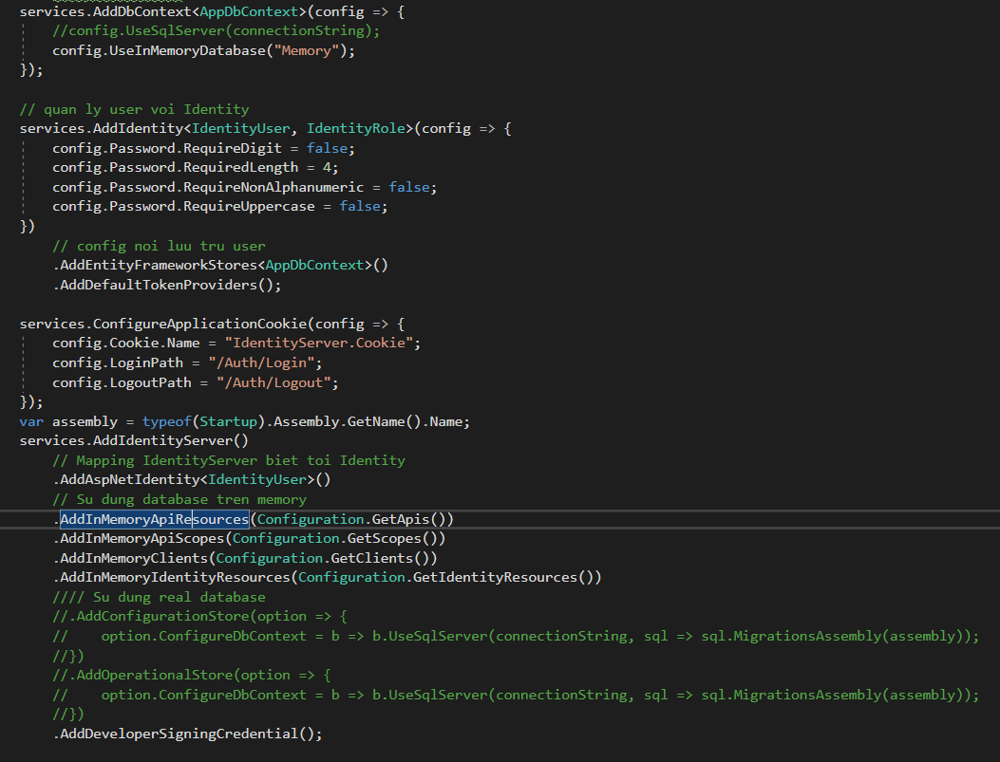 services.AddDbContext<AppDbContext>(config => {
//config.UseSqlServer(connectionString);
config.UseInMemoryDatabase("Memory");
});
// quan ly user voi Identity
services.AddIdentity<IdentityUser, IdentityRole>(config => {
config.Password.RequireDigit = false;
config.Password.RequiredLength = 4;
config.Password.RequireNonAlphanumeric = false;
config.Password.RequireUppercase = false;
})
// config noi luu tru user
.AddEntityFrameworkStores<AppDbContext>()
.AddDefaultTokenProviders();
services.ConfigureApplicationCookie(config => {
config.Cookie.Name = "IdentityServer.Cookie";
config.LoginPath = "/Auth/Login";
config.LogoutPath = "/Auth/Logout";
});
var assembly = typeof(Startup).Assembly.GetName().Name;
services.AddIdentityServer()
// Mapping IdentityServer biet toi Identity
.AddAspNetIdentity<IdentityUser>()
// Su dung database tren memory
.AddInMemoryApiResources(Configuration.GetApis())
.AddInMemoryApiScopes(Configuration.GetScopes())
.AddInMemoryClients(Configuration.GetClients())
.AddInMemoryIdentityResources(Configuration.GetIdentityResources())
//// Su dung real database
//.AddConfigurationStore(option => {
//    option.ConfigureDbContext = b => b.UseSqlServer(connectionString, sql => sql.MigrationsAssembly(assembly));
//})
//.AddOperationalStore(option => {
//    option.ConfigureDbContext = b => b.UseSqlServer(connectionString, sql => sql.MigrationsAssembly(assembly));
//})
.AddDeveloperSigningCredential();